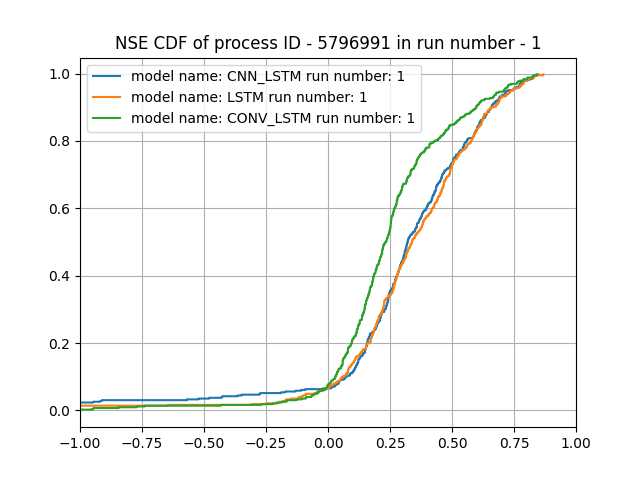 NSE CDF of process ID - 5796991 in run number - 1
model name: CNN_LSTM run number: 1
model name: LSTM run number: 1
model name: CONV_LSTM run number: 1
1.0
0.8
0.6
0.4
0.2
0.0
−1.00 −0.75 −0.50 −0.25 0.00 0.25 0.50 0.75 1.00